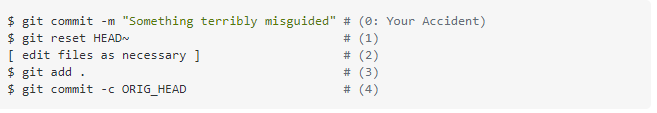 $ git commit -m "Something terribly misguided" # (0: Your Accident)
$ git reset HEAD~                              # (1)
[ edit files as necessary ]                    # (2)
$ git add .                                    # (3)
$ git commit -c ORIG_HEAD                      # (4)